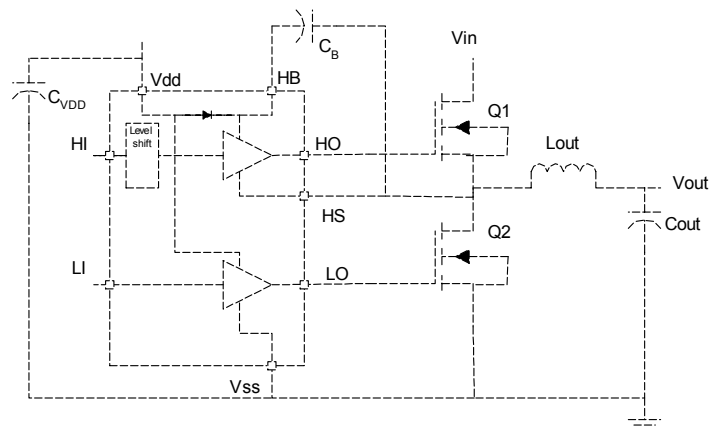 C_B
Vin
Vdd
HB
C_VDD
Q1
Level
shift
HI
HO
Lout
Vout
HS
Cout
Q2
LI
LO
Vss